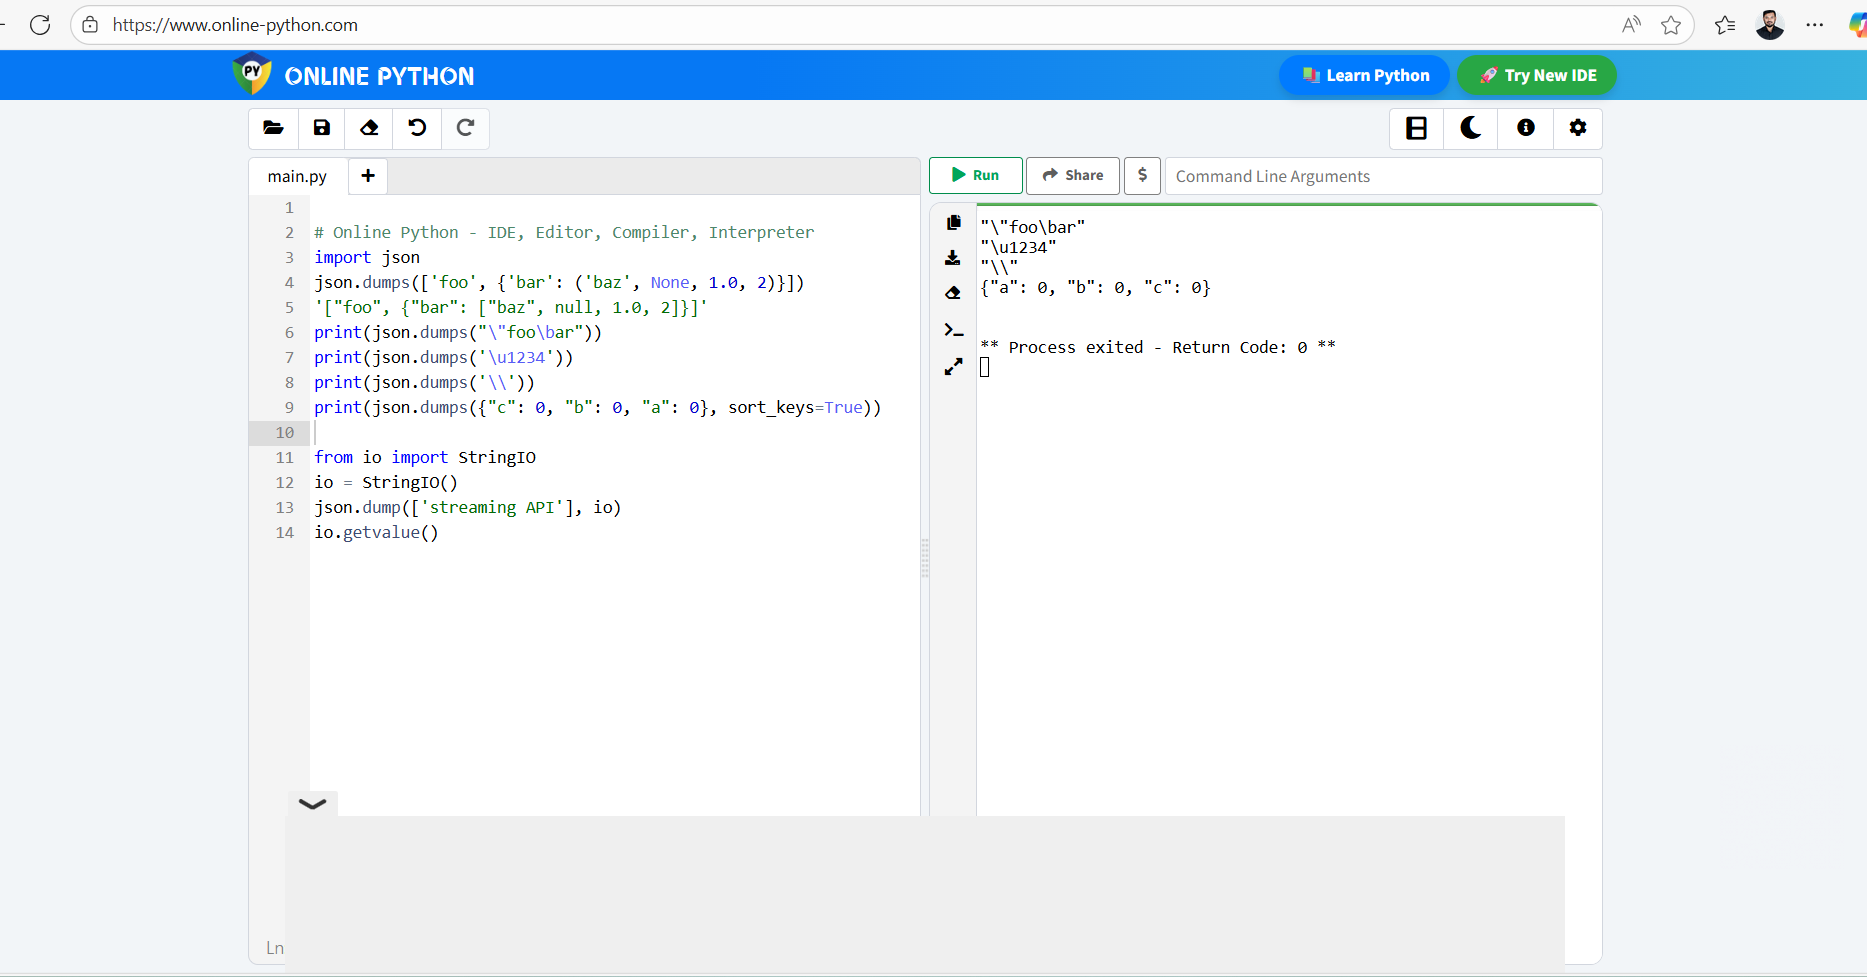 https://www.online-python.com
PY
ONLINE PYTHON
Learn Python
Try New IDE
main.py
+
Run
Share
$
Command Line Arguments
1
2 # Online Python - IDE, Editor, Compiler, Interpreter
3 import json
4 json.dumps(['foo', {'bar': ('baz', None, 1.0, 2)}])
5 '["foo", {"bar": ["baz", null, 1.0, 2]}]'
6 print(json.dumps("\"foo\bar"))
7 print(json.dumps('\u1234'))
8 print(json.dumps('\\'))
9 print(json.dumps({"c": 0, "b": 0, "a": 0}, sort_keys=True))
10
11 from io import StringIO
12 io = StringIO()
13 json.dump(['streaming API'], io)
14 io.getvalue()
Ln
"\"foo\bar"
"\u1234"
"\\"
{"a": 0, "b": 0, "c": 0}
** Process exited - Return Code: 0 **